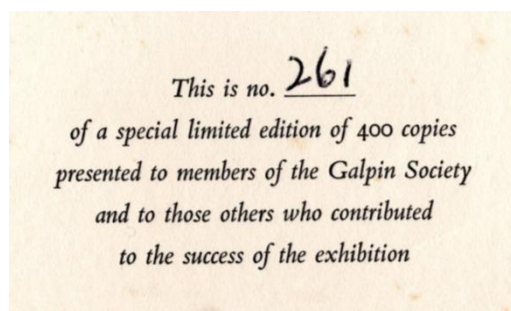 This is no. 261
of a special limited edition of 400 copies
presented to members of the Galpin Society
and to those others who contributed
to the success of the exhibition